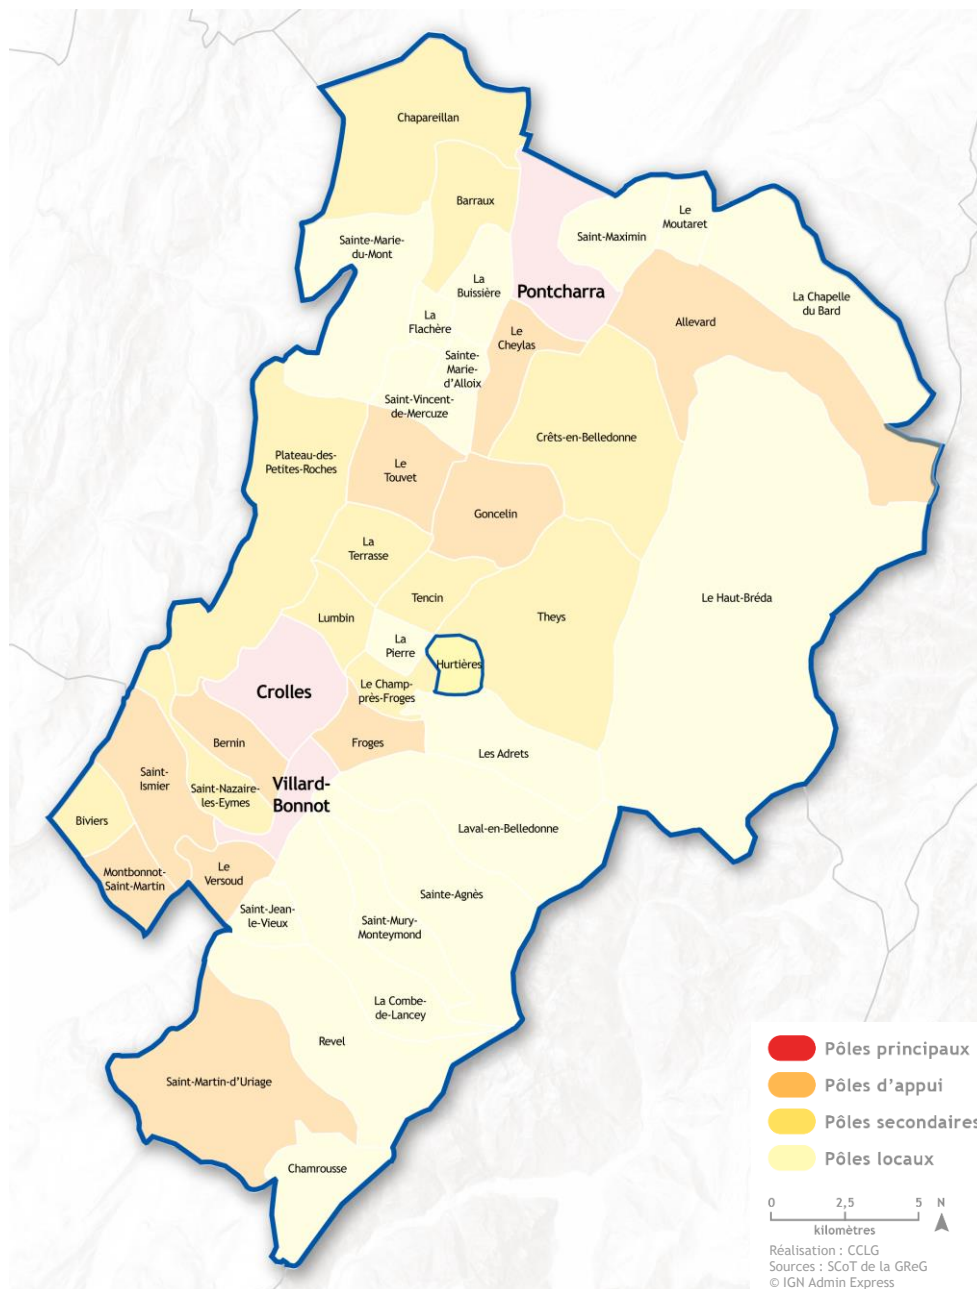 Chapareillan
Barraux
Le
Moutaret
Saint-Maximin
Sainte-Marie-
du-Mont
La
Buissière
Pontcharra
La Chapelle
du Bard
La
Flachère
Allevard
Le
Cheylas
Sainte-
Marie-
d'Alloix
Saint-Vincent-
de-Mercuze
Crêts-en-Belledonne
Plateau-des-
Petites-Roches
Le
Touvet
Goncelin
La
Terrasse
Tencin
Le Haut-Bréda
Lumbin
Theys
La
Pierre
Hurtières
Crolles
Le Champ-
près-Froges
Bernin
Froges
Les Adrets
Saint-
Ismier
Saint-Nazaire-
les-Eymes
Villard-
Bonnot
Biviers
Laval-en-Belledonne
Montbonnot-
Saint-Martin
Le
Versoud
Sainte-Agnès
Saint-Jean-
le-Vieux
Saint-Mury-
Monteymond
La Combe-
de-Lancey
Revel
Saint-Martin-d'Uriage
Chamrousse
Pôles principaux
Pôles d'appui
Pôles secondaires
Pôles locaux
0 2,5 5 N
kilomètres
Réalisation : CCLG
Sources : SCoT de la GReG
© IGN Admin Express